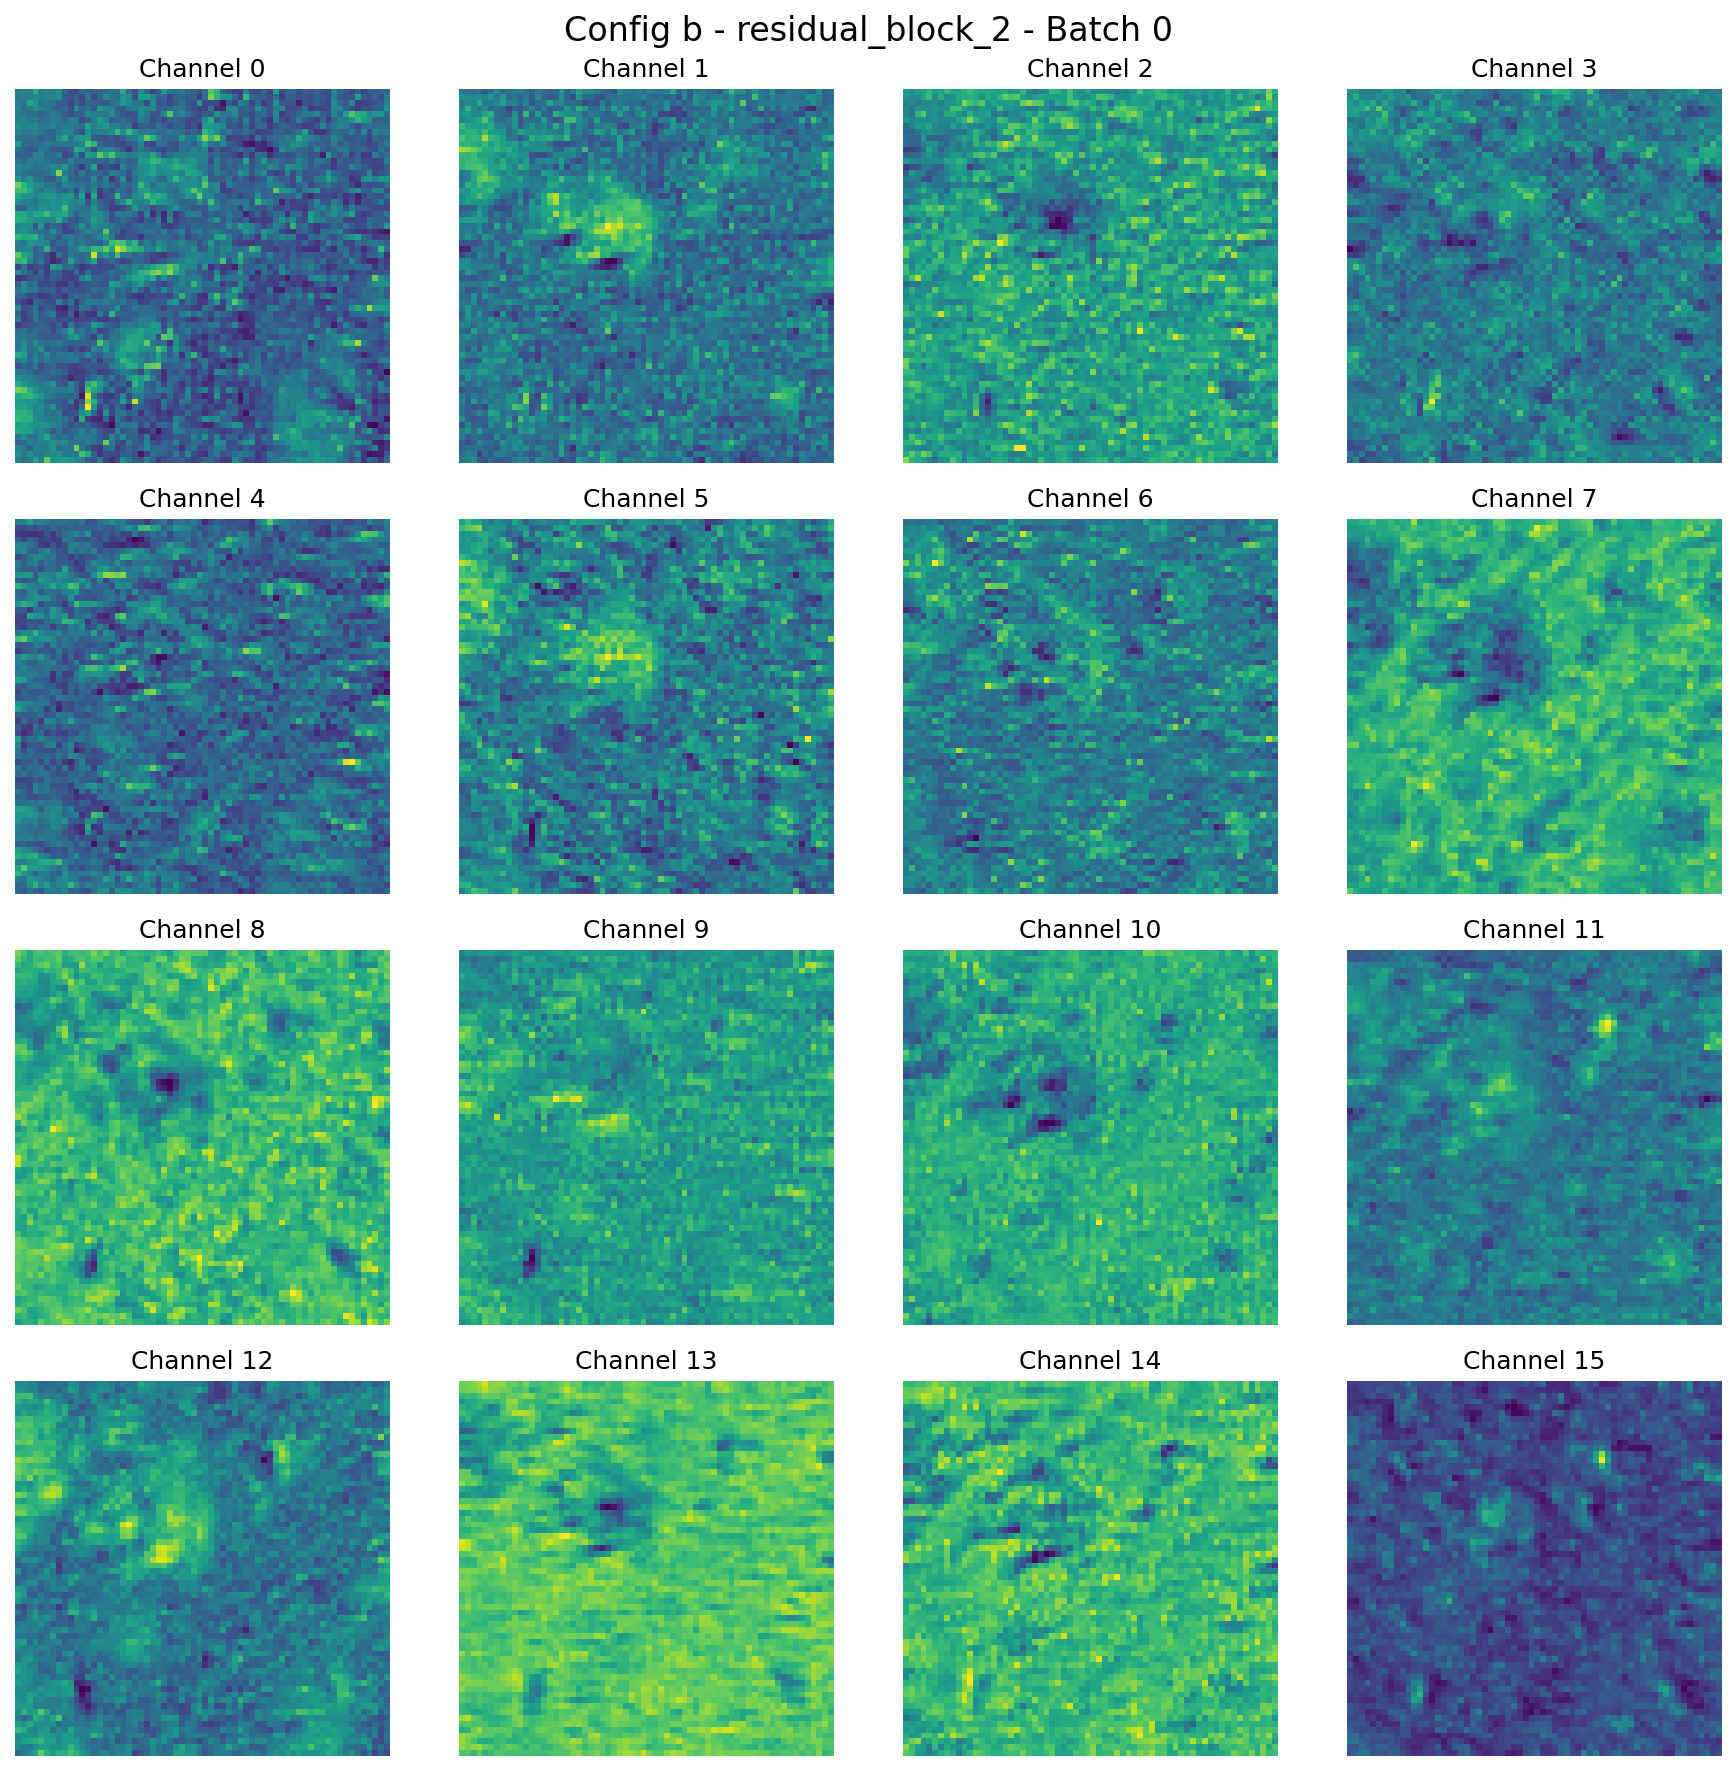 Config b - residual_block_2 - Batch 0
Channel 0
Channel 1
Channel 2
Channel 3
Channel 4
Channel 5
Channel 6
Channel 7
Channel 8
Channel 9
Channel 10
Channel 11
Channel 12
Channel 13
Channel 14
Channel 15